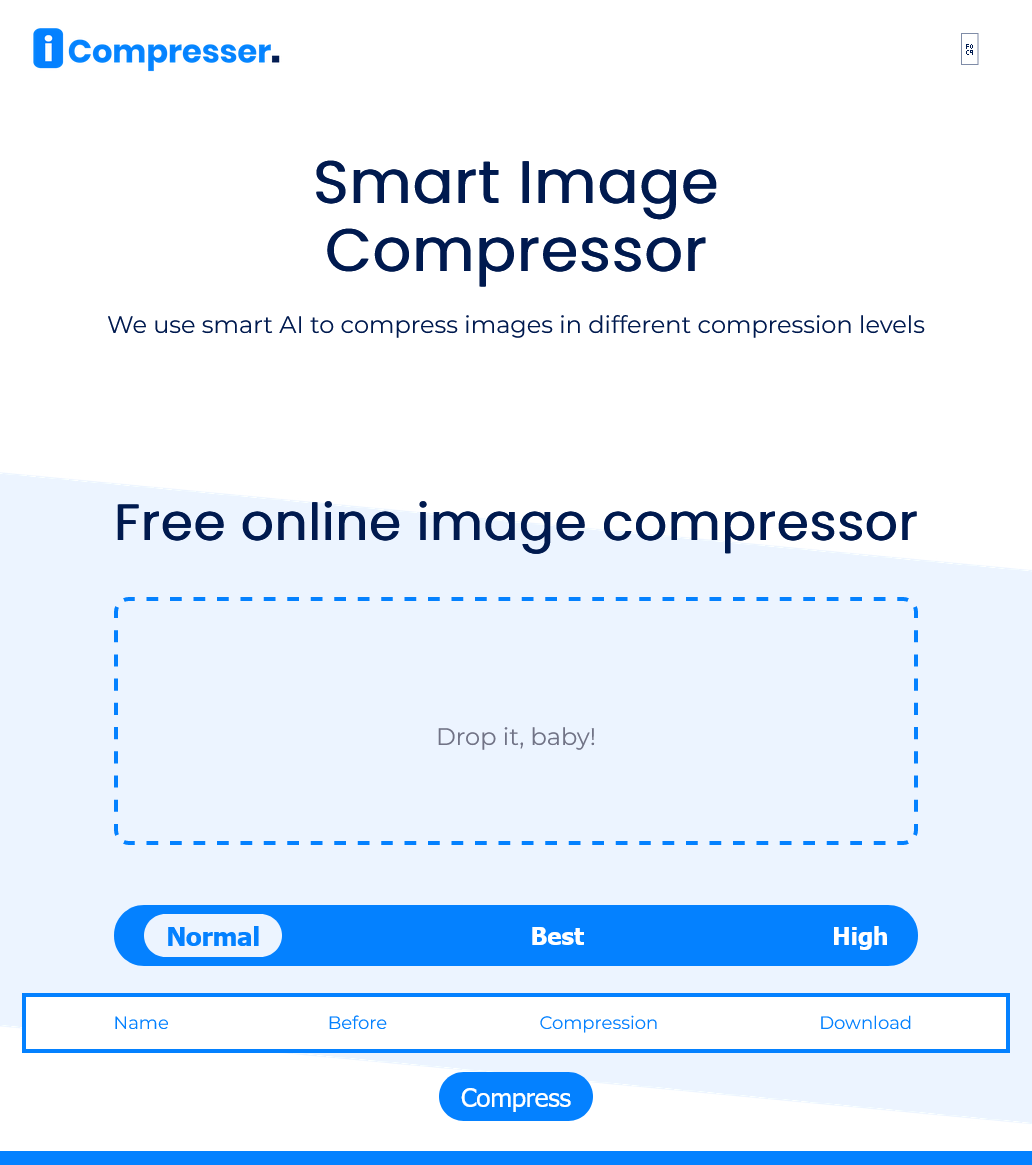 i Compresser.
Smart Image
Compressor
We use smart AI to compress images in different compression levels
Free online image compressor
Drop it, baby!
Normal Best High
Name Before Compression Download
Compress